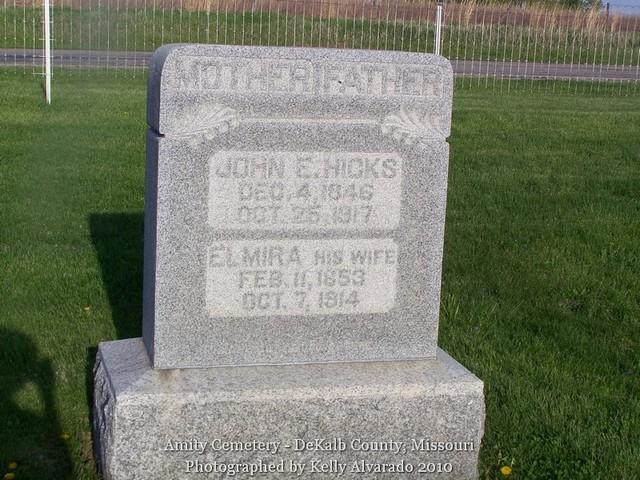 MOTHER FATHER
JOHN E. HICKS
DEC. 4, 1846
OCT. 25, 1917
ELMIRA HIS WIFE
FEB. 11, 1853
OCT. 7, 1914
Amity Cemetery - DeKalb County, Missouri
Photographed by Kelly Alvarado 2010